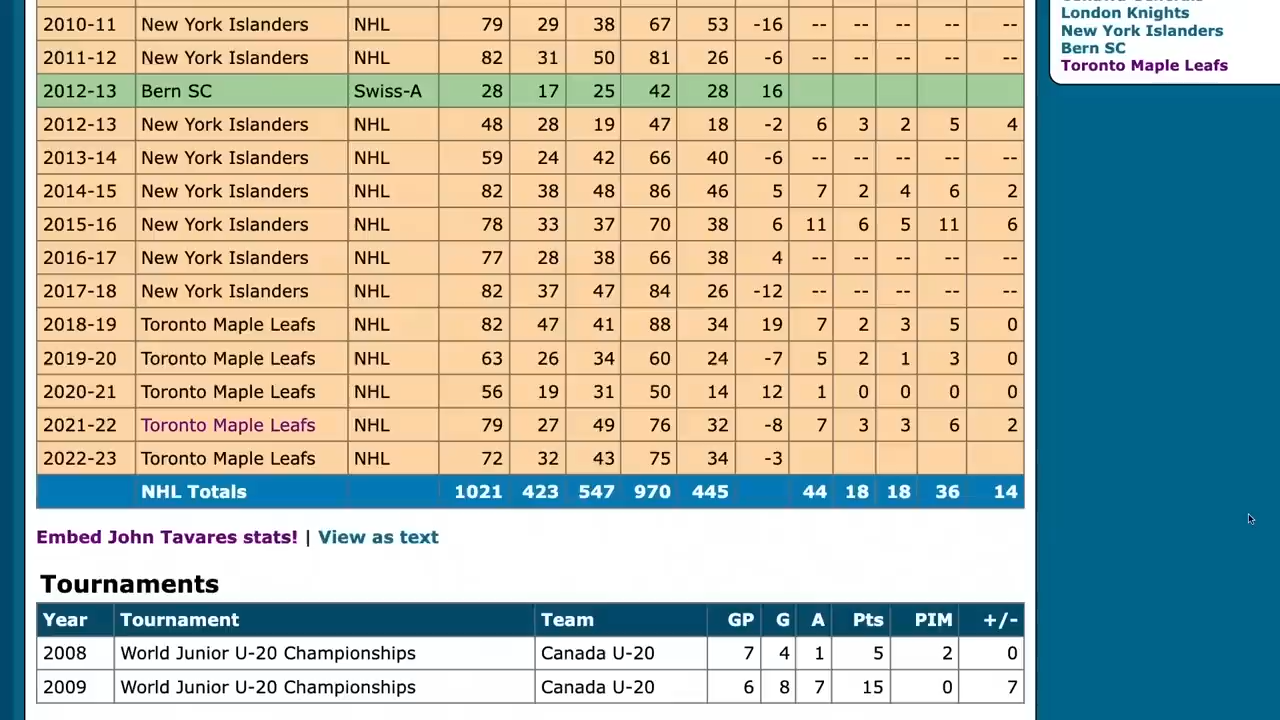 2010-11 New York Islanders NHL 79 29 38 67 53 -16 -- -- -- -- --
2011-12 New York Islanders NHL 82 31 50 81 26 -6 -- -- -- -- --
2012-13 Bern SC Swiss-A 28 17 25 42 28 16
2012-13 New York Islanders NHL 48 28 19 47 18 -2 6 3 2 5 4
2013-14 New York Islanders NHL 59 24 42 66 40 -6 -- -- -- -- --
2014-15 New York Islanders NHL 82 38 48 86 46 5 7 2 4 6 2
2015-16 New York Islanders NHL 78 33 37 70 38 6 11 6 5 11 6
2016-17 New York Islanders NHL 77 28 38 66 38 4 -- -- -- -- --
2017-18 New York Islanders NHL 82 37 47 84 26 -12 -- -- -- -- --
2018-19 Toronto Maple Leafs NHL 82 47 41 88 34 19 7 2 3 5 0
2019-20 Toronto Maple Leafs NHL 63 26 34 60 24 -7 5 2 1 3 0
2020-21 Toronto Maple Leafs NHL 56 19 31 50 14 12 1 0 0 0 0
2021-22 Toronto Maple Leafs NHL 79 27 49 76 32 -8 7 3 3 6 2
2022-23 Toronto Maple Leafs NHL 72 32 43 75 34 -3
NHL Totals 1021 423 547 970 445 44 18 18 36 14
Embed John Tavares stats! | View as text
Tournaments
Year Tournament Team GP G A Pts PIM +/-
2008 World Junior U-20 Championships Canada U-20 7 4 1 5 2 0
2009 World Junior U-20 Championships Canada U-20 6 8 7 15 0 7
London Knights
New York Islanders
Bern SC
Toronto Maple Leafs